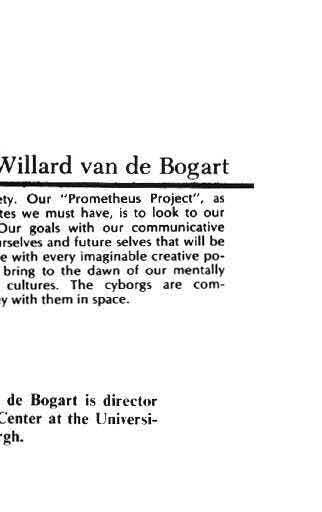 Willard van de Bogart
ety. Our "Prometheus Project", as
tes we must have, is to look to our
Our goals with our communicative
urselves and future selves that will be
e with every imaginable creative po-
bring to the dawn of our mentally
cultures. The cyborgs are com-
ey with them in space.
de Bogart is director
Center at the Universi-
rgh.